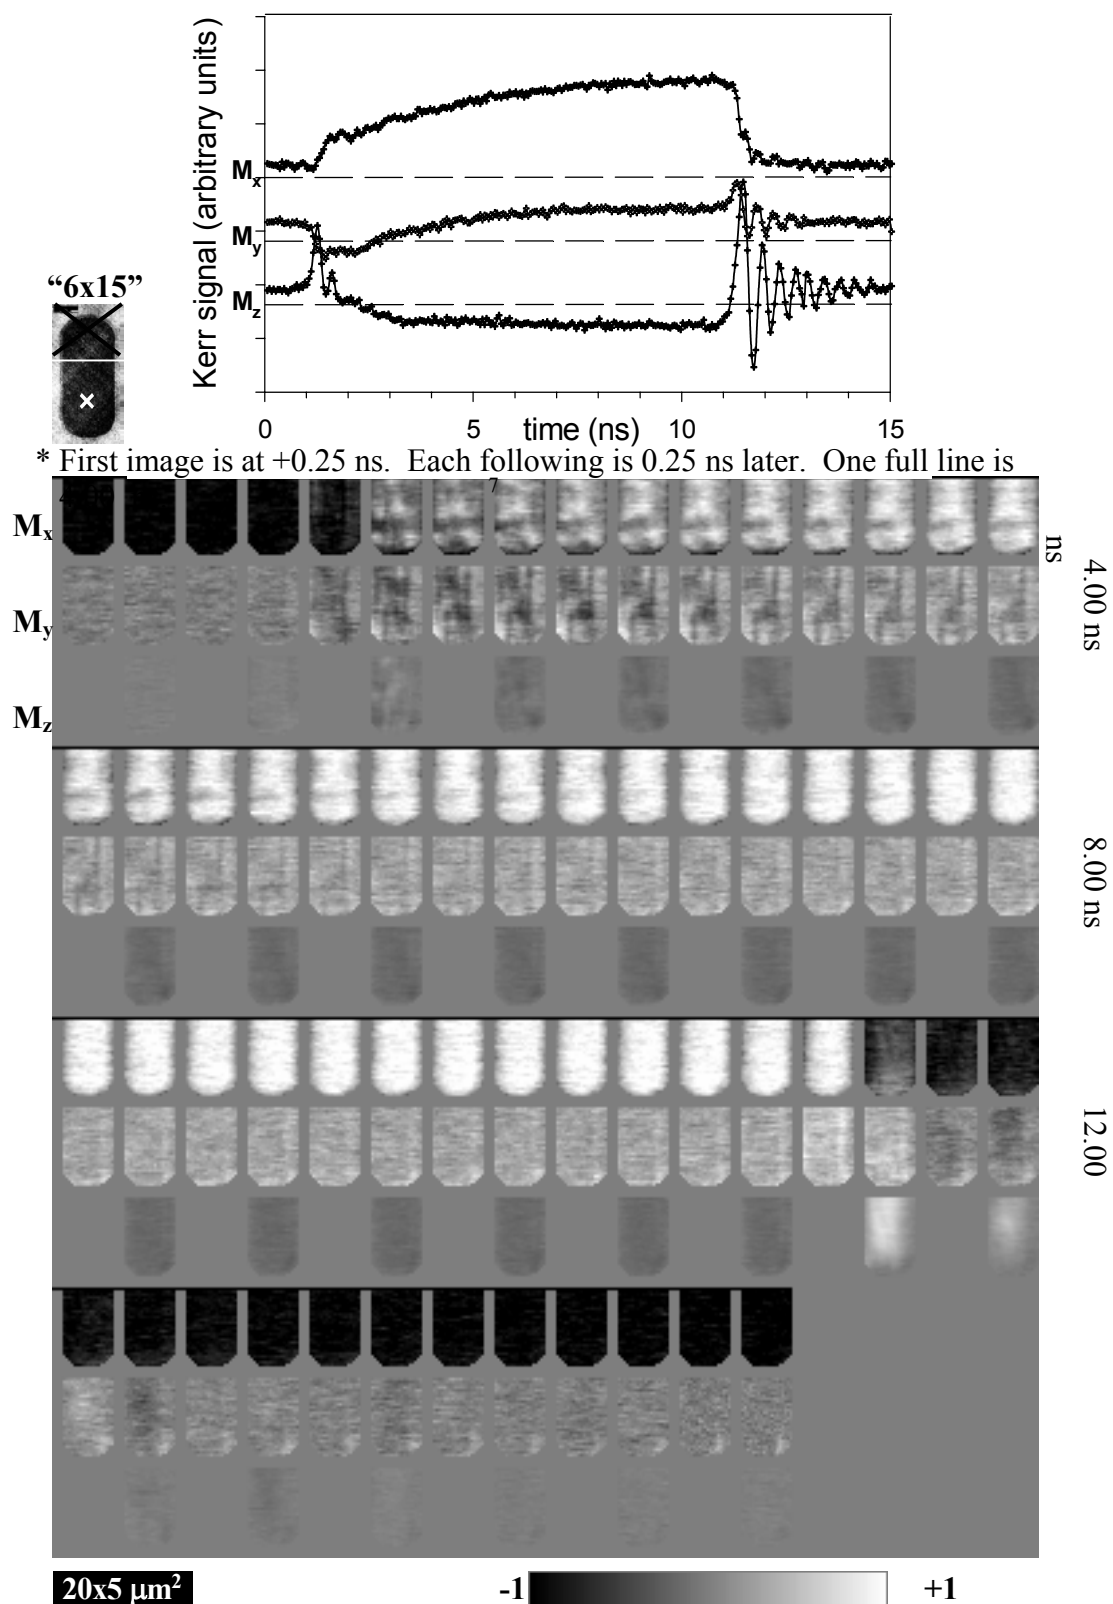 Kerr signal (arbitrary units)
Mx
My
Mz
0 5 10 15
time (ns)
“6x15”
* First image is at +0.25 ns. Each following is 0.25 ns later. One full line is
7
ns
Mx
My
Mz
4.00 ns
8.00 ns
12.00
20x5 μm²
-1 +1